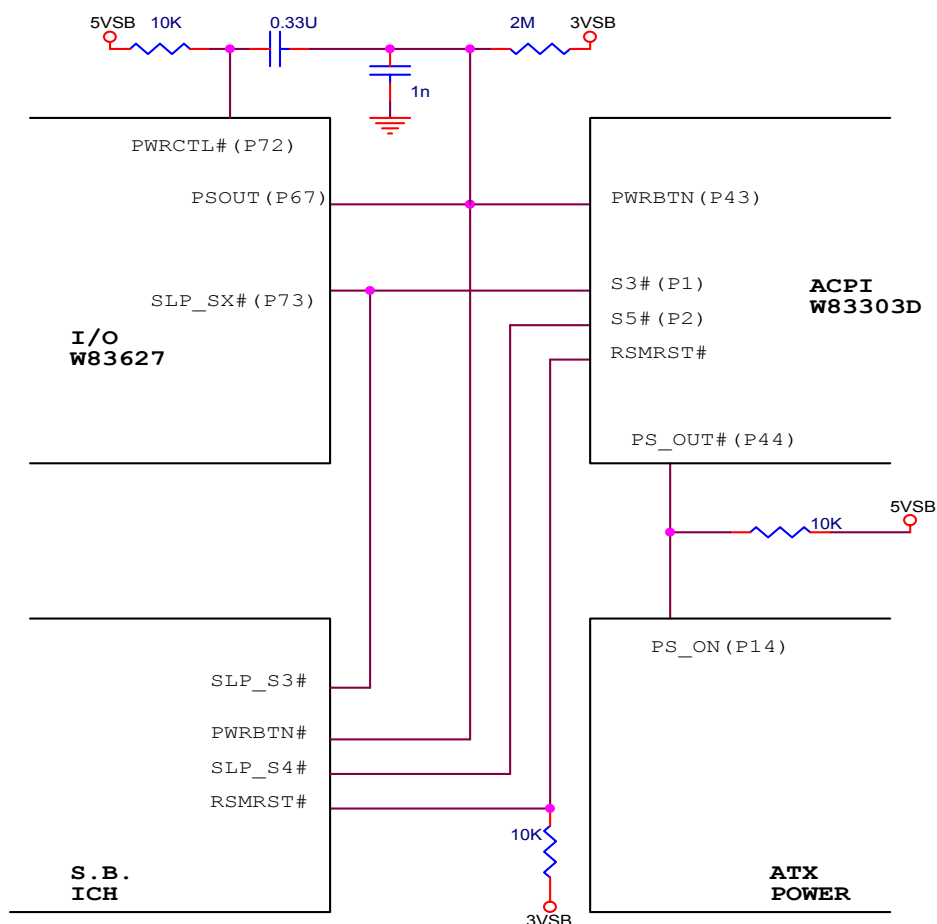 5VSB 10K 0.33U 2M 3VSB
1n
PWRCTL#(P72)
PSOUT(P67)
PWRBTN(P43)
SLP_SX#(P73)
S3#(P1)
ACPI
W83303D
S5#(P2)
I/O
W83627
RSMRST#
PS_OUT#(P44)
5VSB
10K
PS_ON(P14)
SLP_S3#
PWRBTN#
SLP_S4#
RSMRST#
10K
S.B.
ICH
ATX
POWER
3VSB